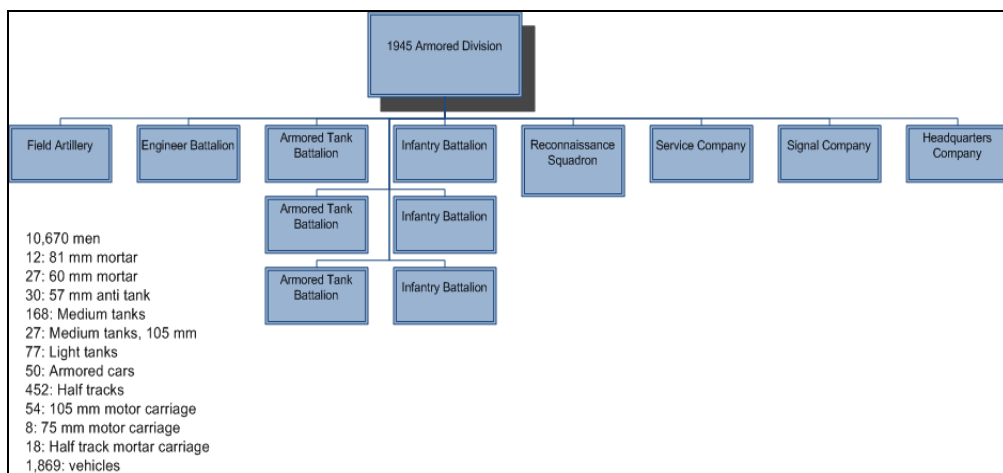 1945 Armored Division
Field Artillery
Engineer Battalion
Armored Tank
Battalion
Infantry Battalion
Reconnaissance
Squadron
Service Company
Signal Company
Headquarters
Company
Armored Tank
Battalion
Infantry Battalion
Armored Tank
Battalion
Infantry Battalion
10,670 men
12: 81 mm mortar
27: 60 mm mortar
30: 57 mm anti tank
168: Medium tanks
27: Medium tanks, 105 mm
77: Light tanks
50: Armored cars
452: Half tracks
54: 105 mm motor carriage
8: 75 mm motor carriage
18: Half track mortar carriage
1,869: vehicles